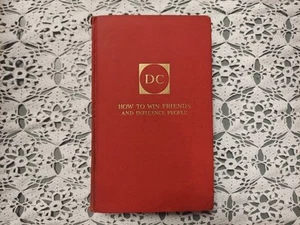 DC
HOW TO WIN FRIENDS
AND INFLUENCE PEOPLE